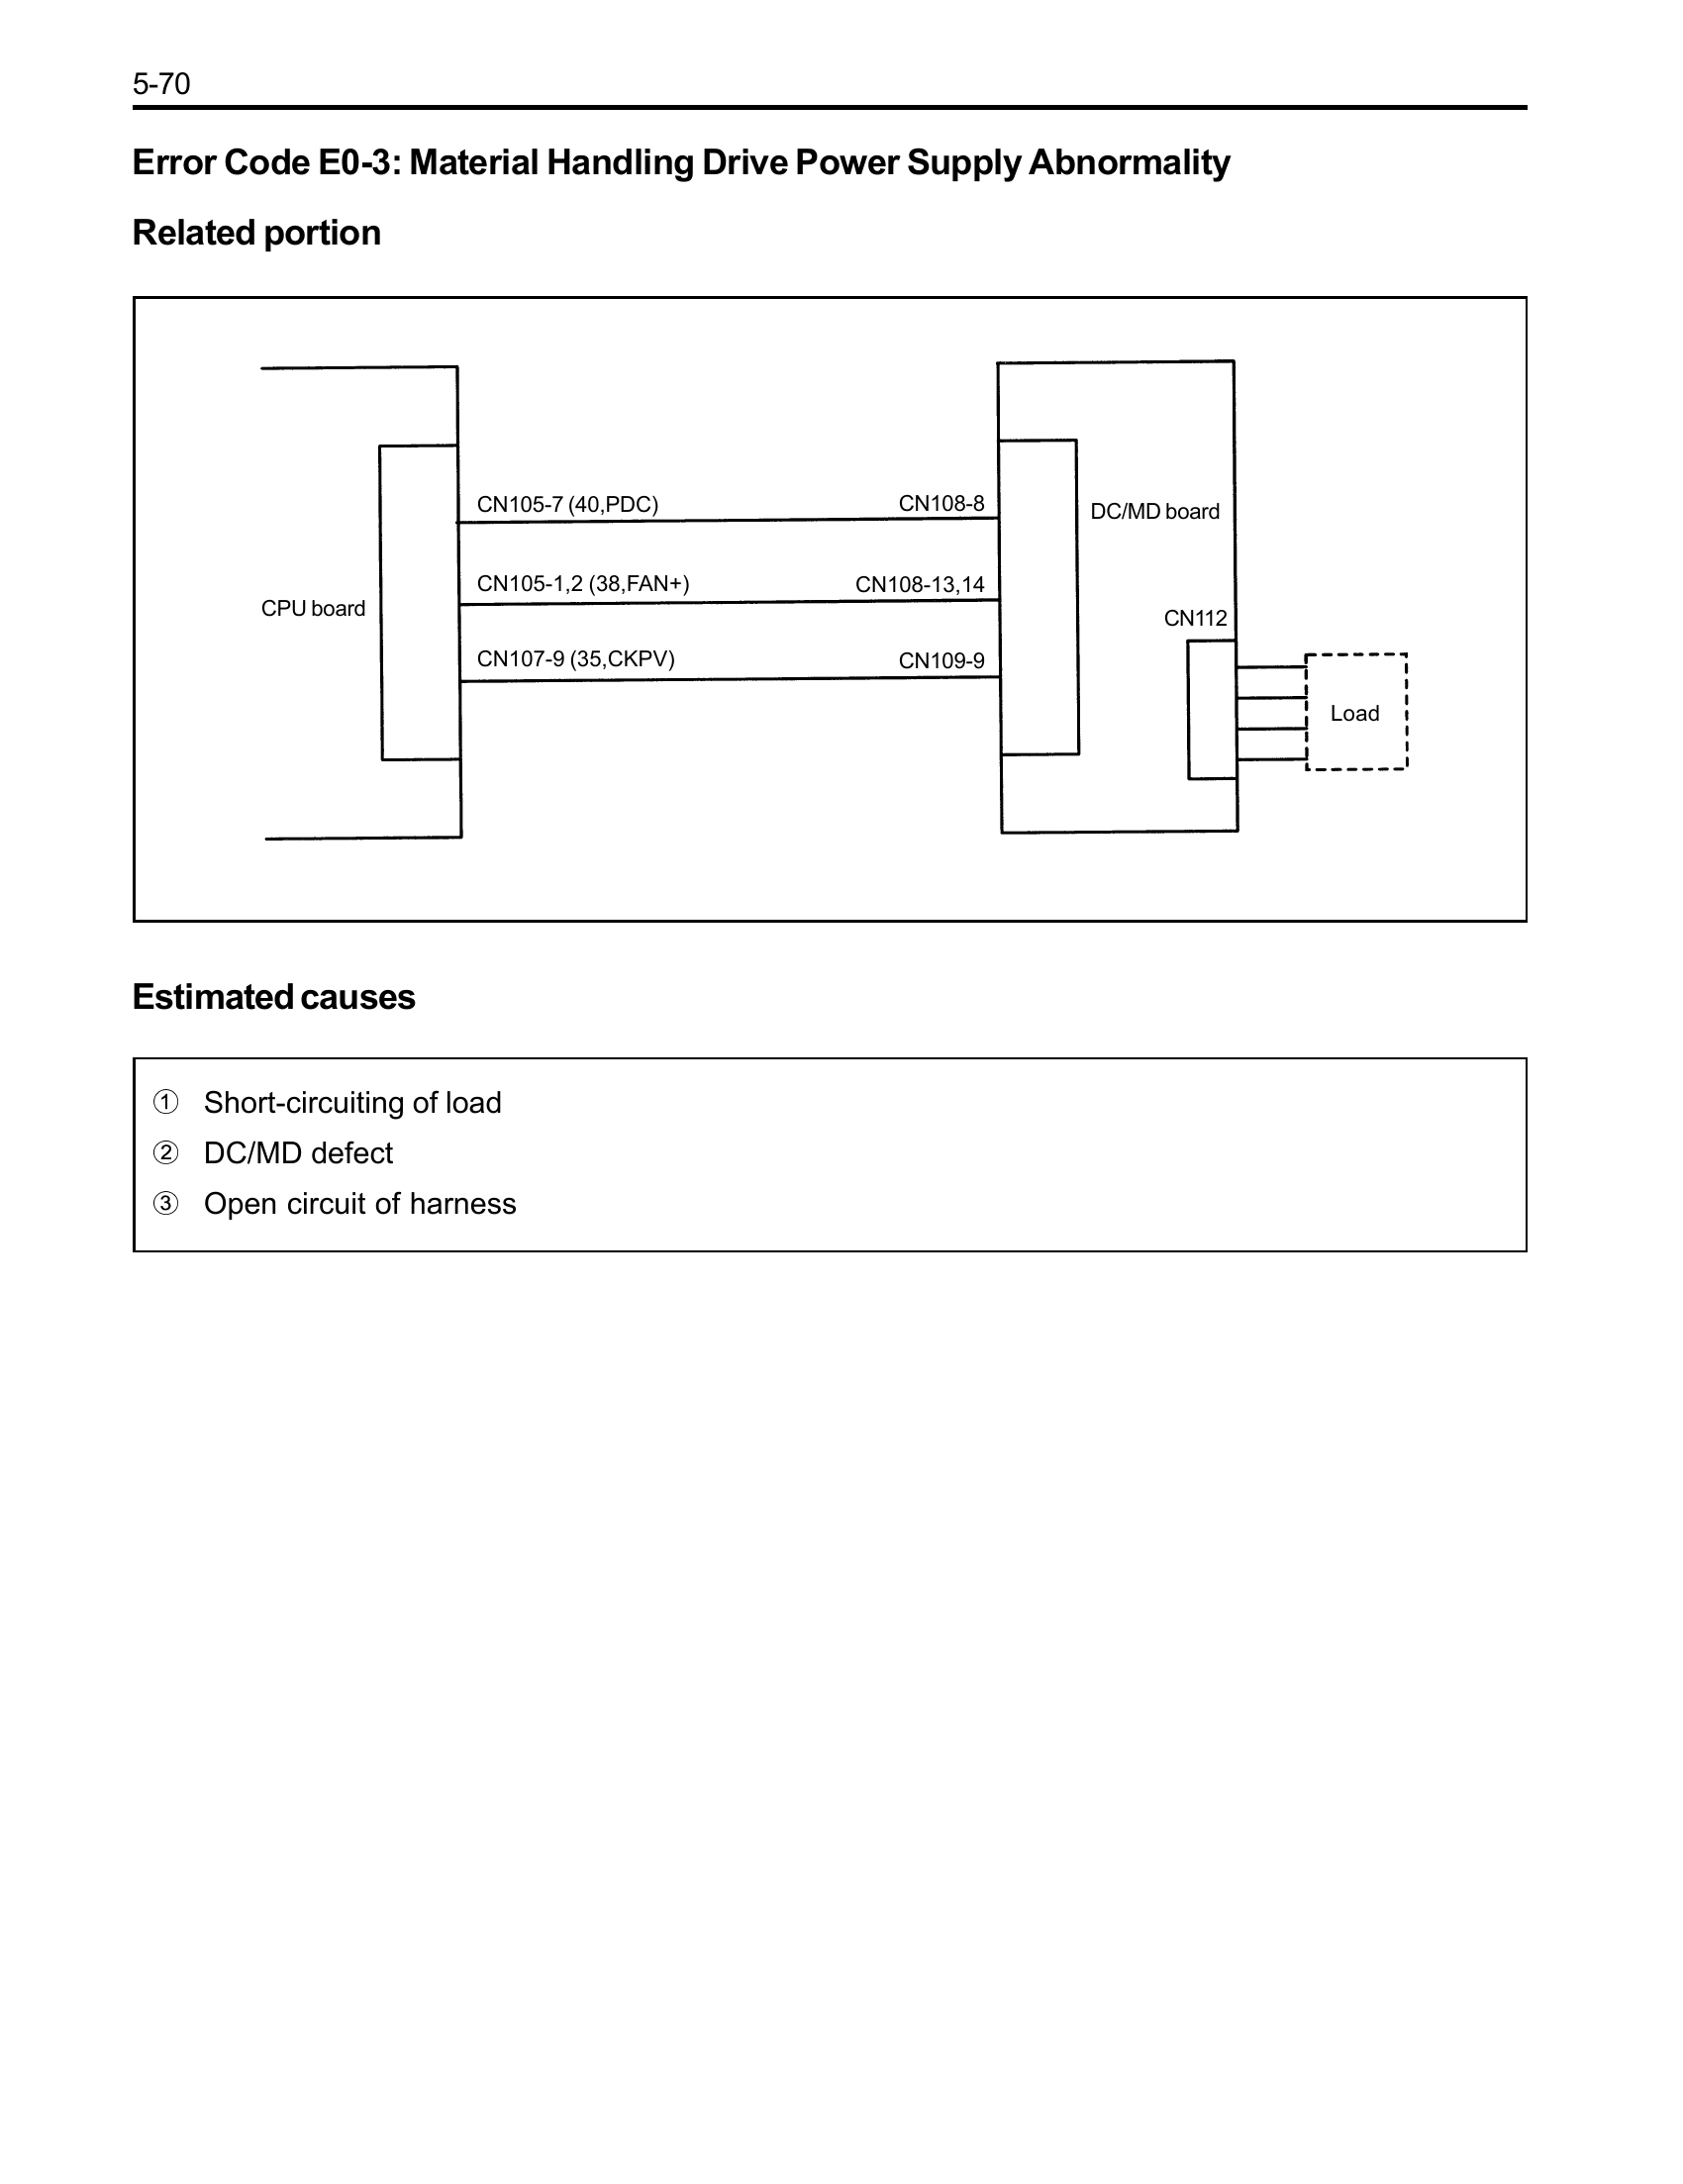 5-70
Error Code E0-3: Material Handling Drive Power Supply Abnormality
Related portion
CN105-7 (40,PDC)
CN108-8
DC/MD board
CN105-1,2 (38,FAN+)
CN108-13,14
CPU board
CN112
CN107-9 (35,CKPV)
CN109-9
Load
Estimated causes
① Short-circuiting of load
② DC/MD defect
③ Open circuit of harness